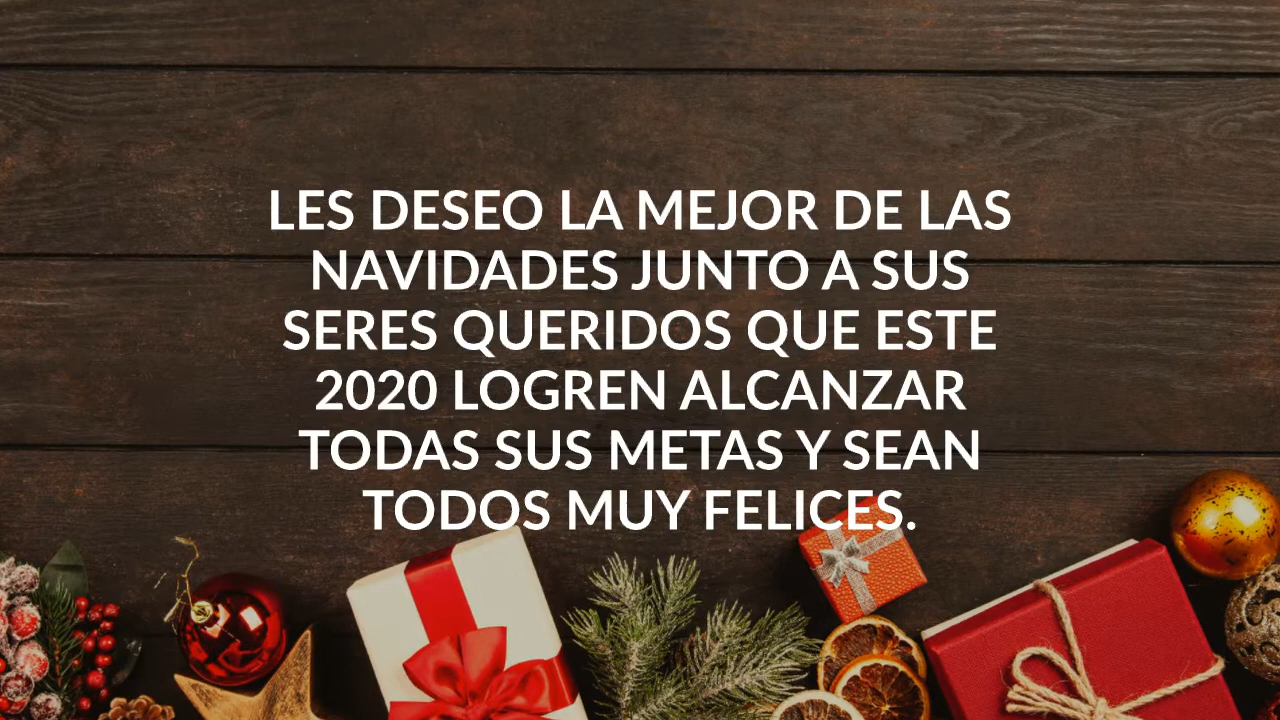 LES DESEO LA MEJOR DE LAS
NAVIDADES JUNTO A SUS
SERES QUERIDOS QUE ESTE
2020 LOGREN ALCANZAR
TODAS SUS METAS Y SEAN
TODOS MUY FELICES.